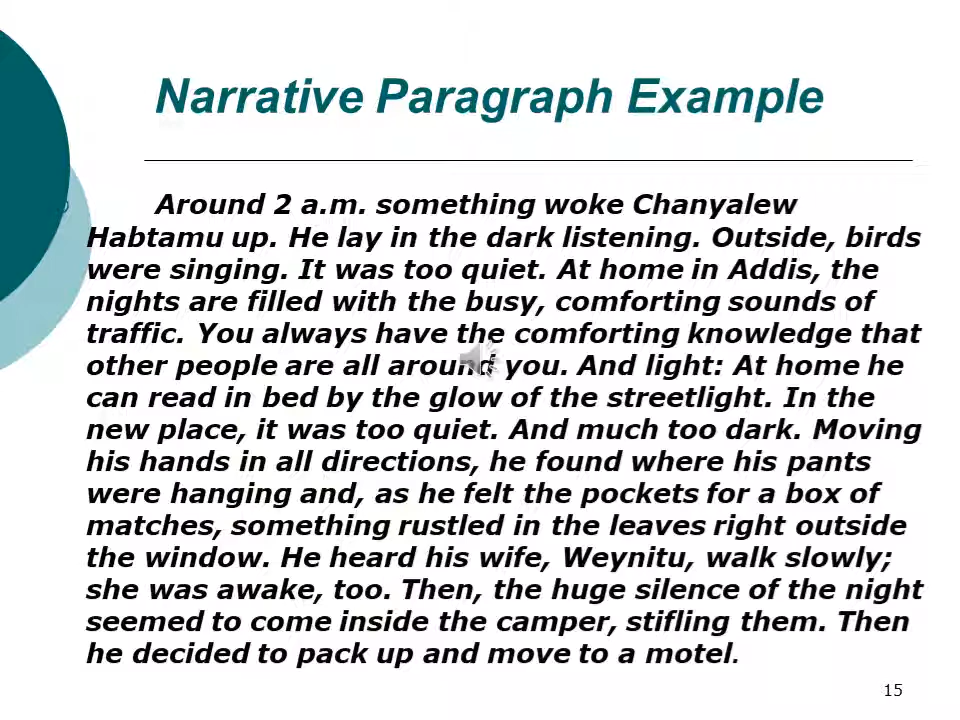 Narrative Paragraph Example
Around 2 a.m. something woke Chanyalew
Habtamu up. He lay in the dark listening. Outside, birds
were singing. It was too quiet. At home in Addis, the
nights are filled with the busy, comforting sounds of
traffic. You always have the comforting knowledge that
other people are all around you. And light: At home he
can read in bed by the glow of the streetlight. In the
new place, it was too quiet. And much too dark. Moving
his hands in all directions, he found where his pants
were hanging and, as he felt the pockets for a box of
matches, something rustled in the leaves right outside
the window. He heard his wife, Weynitu, walk slowly;
she was awake, too. Then, the huge silence of the night
seemed to come inside the camper, stifling them. Then
he decided to pack up and move to a motel.
15